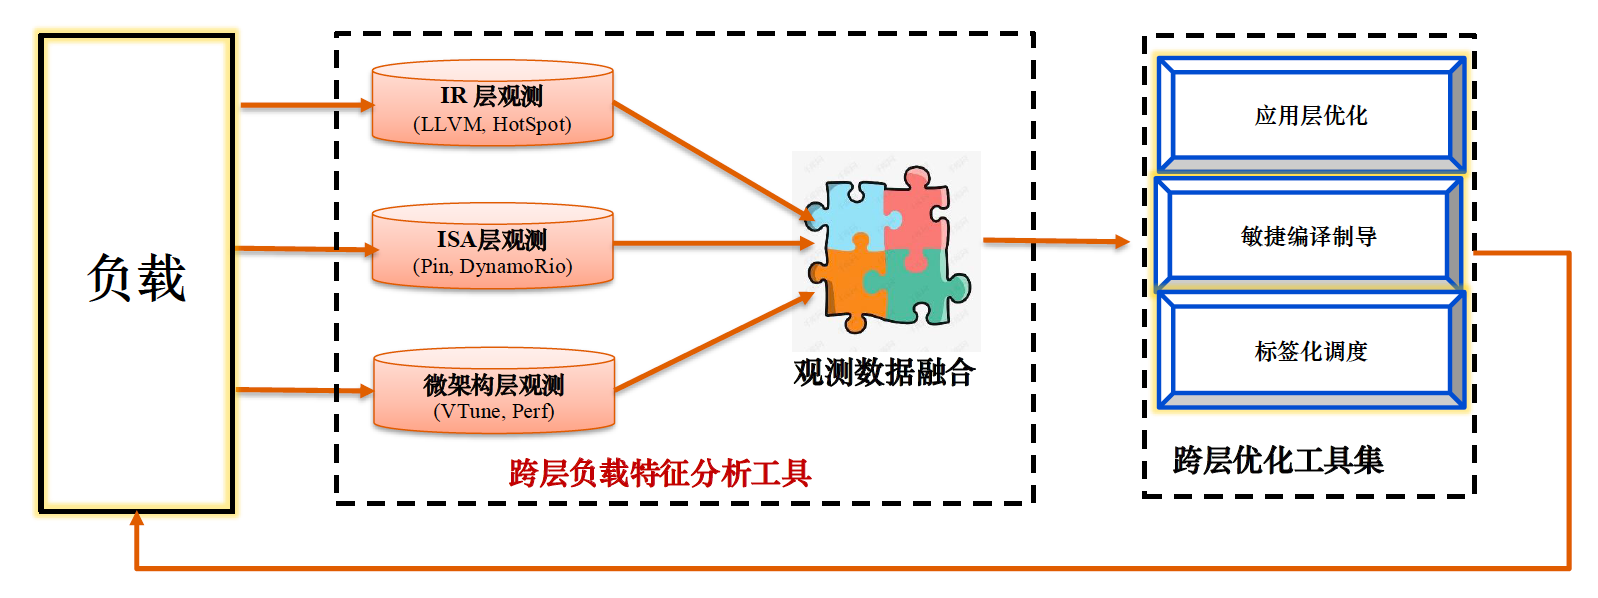 负载
IR 层观测
(LLVM, HotSpot)
ISA层观测
(Pin, DynamoRio)
微架构层观测
(VTune, Perf)
观测数据融合
跨层负载特征分析工具
应用层优化
敏捷编译制导
标签化调度
跨层优化工具集